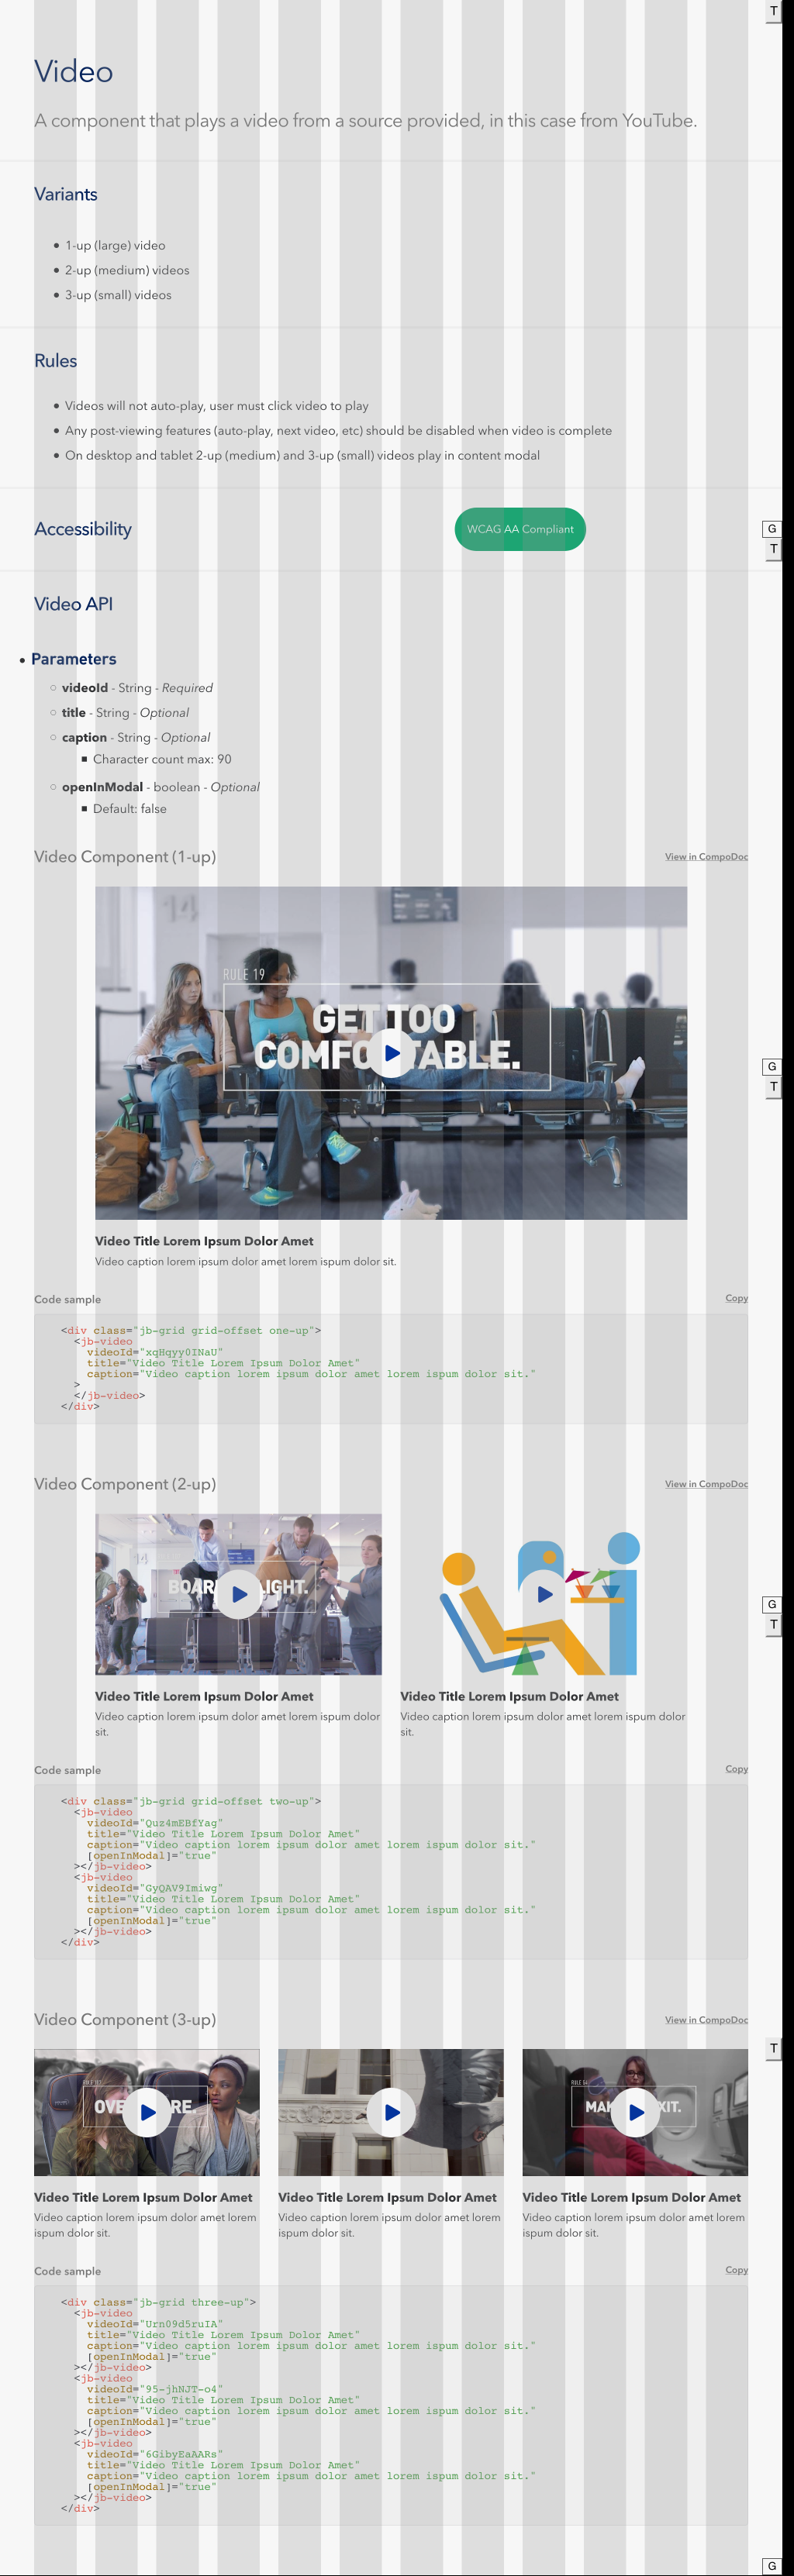 T
Video
A component that plays a video from a source provided, in this case from YouTube.
Variants
• 1-up (large) video
• 2-up (medium) videos
• 3-up (small) videos
Rules
• Videos will not auto-play, user must click video to play
• Any post-viewing features (auto-play, next video, etc) should be disabled when video is complete
• On desktop and tablet 2-up (medium) and 3-up (small) videos play in content modal
Accessibility
WCAG AA Compliant
G
T
Video API
• Parameters
○ videoId - String - Required
○ title - String - Optional
○ caption - String - Optional
■ Character count max: 90
○ openInModal - boolean - Optional
■ Default: false
Video Component (1-up)
View in CompoDoc
14
RULE 19
GET TOO
COMFO TABLE.
G
T
Video Title Lorem Ipsum Dolor Amet
Video caption lorem ipsum dolor amet lorem ispum dolor sit.
Code sample
Copy
<div class="jb-grid grid-offset one-up">
<jb-video
videoId="xqHqyy0INaU"
title="Video Title Lorem Ipsum Dolor Amet"
caption="Video caption lorem ipsum dolor amet lorem ispum dolor sit."
>
</jb-video>
</div>
Video Component (2-up)
View in CompoDoc
14
BOAR LIGHT.
G
T
Video Title Lorem Ipsum Dolor Amet
Video caption lorem ipsum dolor amet lorem ispum dolor
sit.
Video Title Lorem Ipsum Dolor Amet
Video caption lorem ipsum dolor amet lorem ispum dolor
sit.
Code sample
Copy
<div class="jb-grid grid-offset two-up">
<jb-video
videoId="Quz4mEBfYag"
title="Video Title Lorem Ipsum Dolor Amet"
caption="Video caption lorem ipsum dolor amet lorem ispum dolor sit."
[openInModal]="true"
></jb-video>
<jb-video
videoId="GyQAV9Imiwg"
title="Video Title Lorem Ipsum Dolor Amet"
caption="Video caption lorem ipsum dolor amet lorem ispum dolor sit."
[openInModal]="true"
></jb-video>
</div>
Video Component (3-up)
View in CompoDoc
T
OVE RE.
MAK XIT.
Video Title Lorem Ipsum Dolor Amet
Video caption lorem ipsum dolor amet lorem
ispum dolor sit.
Video Title Lorem Ipsum Dolor Amet
Video caption lorem ipsum dolor amet lorem
ispum dolor sit.
Video Title Lorem Ipsum Dolor Amet
Video caption lorem ipsum dolor amet lorem
ispum dolor sit.
Code sample
Copy
<div class="jb-grid three-up">
<jb-video
videoId="Urn09d5ruIA"
title="Video Title Lorem Ipsum Dolor Amet"
caption="Video caption lorem ipsum dolor amet lorem ispum dolor sit."
[openInModal]="true"
></jb-video>
<jb-video
videoId="95-jhNJT-o4"
title="Video Title Lorem Ipsum Dolor Amet"
caption="Video caption lorem ipsum dolor amet lorem ispum dolor sit."
[openInModal]="true"
></jb-video>
<jb-video
videoId="6GibyEaAARs"
title="Video Title Lorem Ipsum Dolor Amet"
caption="Video caption lorem ipsum dolor amet lorem ispum dolor sit."
[openInModal]="true"
></jb-video>
</div>
G